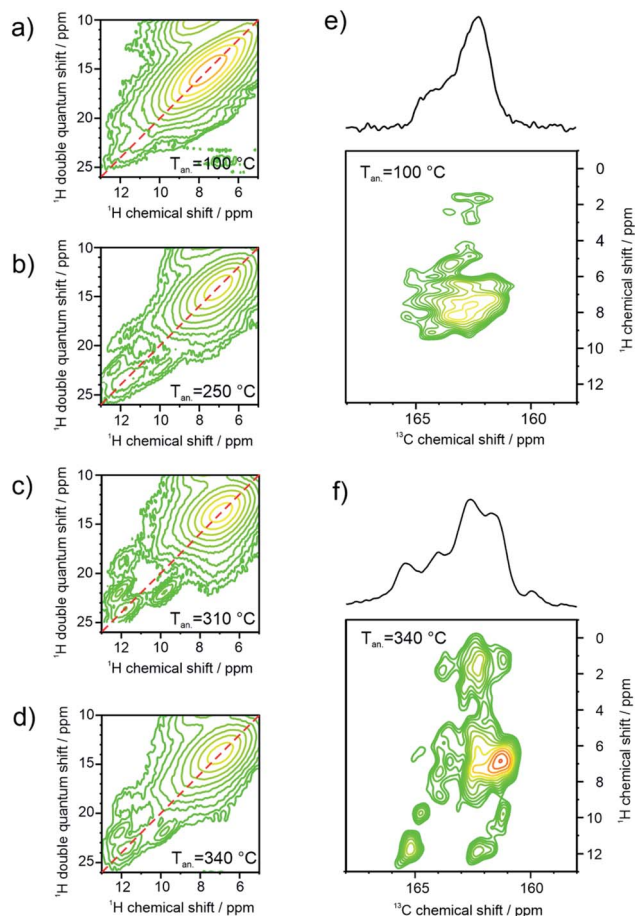 a)
10
15
20
25
¹H double quantum shift / ppm
T_an.=100 °C
12 10 8 6
¹H chemical shift / ppm
b)
10
15
20
25
¹H double quantum shift / ppm
T_an.=250 °C
12 10 8 6
¹H chemical shift / ppm
c)
10
15
20
25
¹H double quantum shift / ppm
T_an.=310 °C
12 10 8 6
¹H chemical shift / ppm
d)
10
15
20
25
¹H double quantum shift / ppm
T_an.=340 °C
12 10 8 6
¹H chemical shift / ppm
e)
T_an.=100 °C
0
2
4
6
8
10
12
¹H chemical shift / ppm
165 160
¹³C chemical shift / ppm
f)
T_an.=340 °C
0
2
4
6
8
10
12
¹H chemical shift / ppm
165 160
¹³C chemical shift / ppm